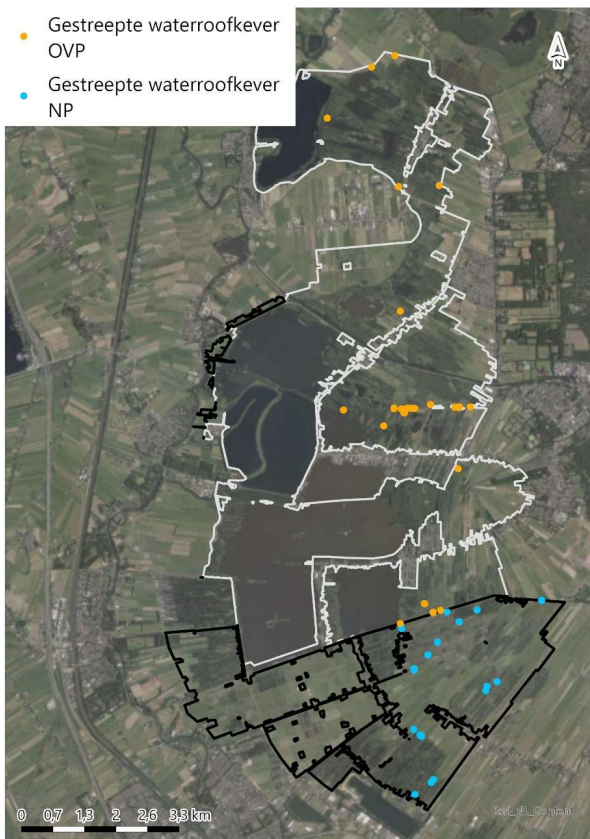 Gestreepte waterroofkever
OVP
Gestreepte waterroofkever
NP
N
0 0,7 1,3 2 2,6 3,3 km